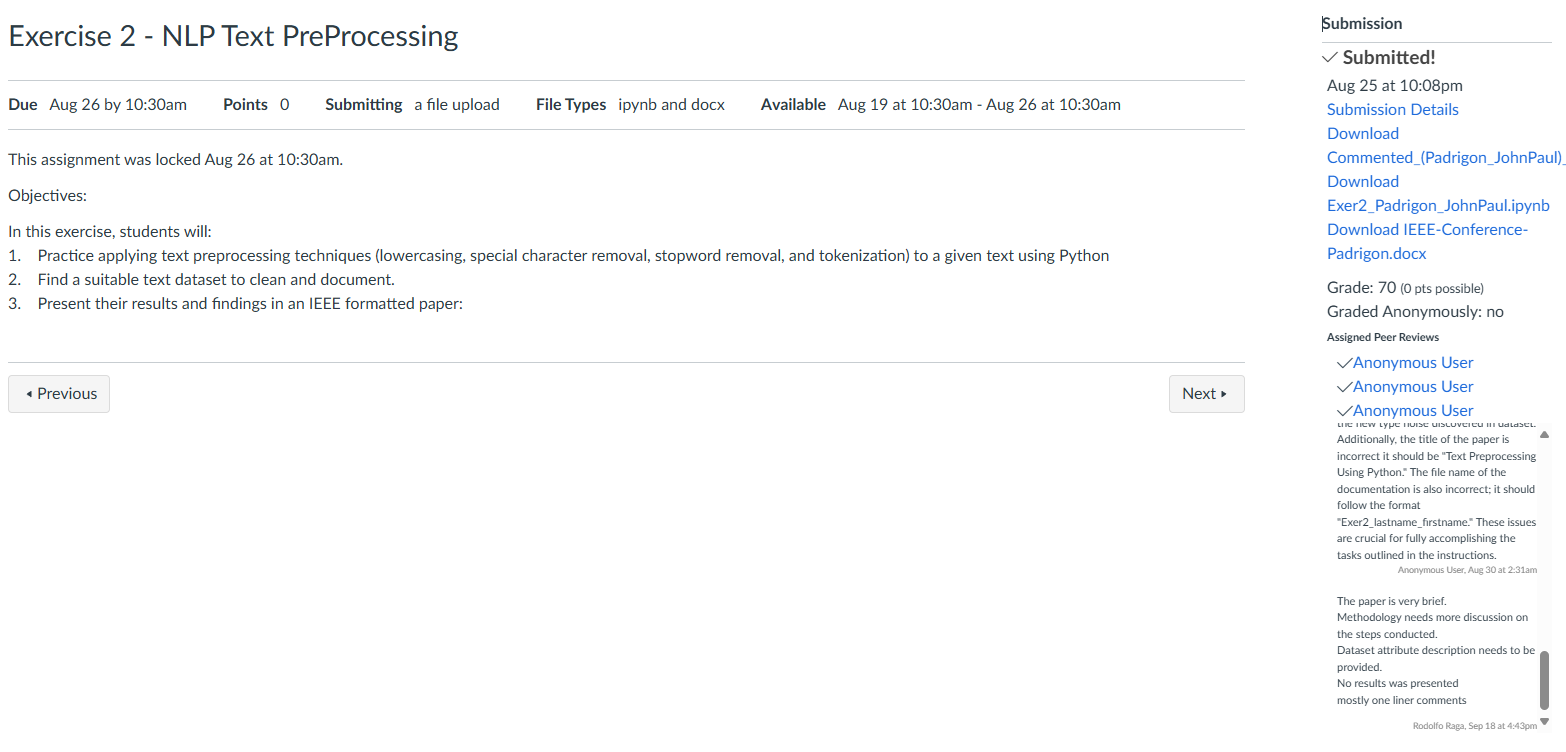 Exercise 2 - NLP Text PreProcessing
Due Aug 26 by 10:30am Points 0 Submitting a file upload File Types ipynb and docx Available Aug 19 at 10:30am - Aug 26 at 10:30am
This assignment was locked Aug 26 at 10:30am.
Objectives:
In this exercise, students will:
1. Practice applying text preprocessing techniques (lowercasing, special character removal, stopword removal, and tokenization) to a given text using Python
2. Find a suitable text dataset to clean and document.
3. Present their results and findings in an IEEE formatted paper:
Previous
Next
Submission
Submitted!
Aug 25 at 10:08pm
Submission Details
Download
Commented_(Padrigon_JohnPaul)_
Download
Exer2_Padrigon_JohnPaul.ipynb
Download IEEE-Conference-
Padrigon.docx
Grade: 70 (0 pts possible)
Graded Anonymously: no
Assigned Peer Reviews
Anonymous User
Anonymous User
Anonymous User
the new type noise discovered in dataset.
Additionally, the title of the paper is
incorrect it should be "Text Preprocessing
Using Python." The file name of the
documentation is also incorrect; it should
follow the format
"Exer2_lastname_firstname." These issues
are crucial for fully accomplishing the
tasks outlined in the instructions.
Anonymous User, Aug 30 at 2:31am
The paper is very brief.
Methodology needs more discussion on
the steps conducted.
Dataset attribute description needs to be
provided.
No results was presented
mostly one liner comments
Rodolfo Raga, Sep 18 at 4:43pm